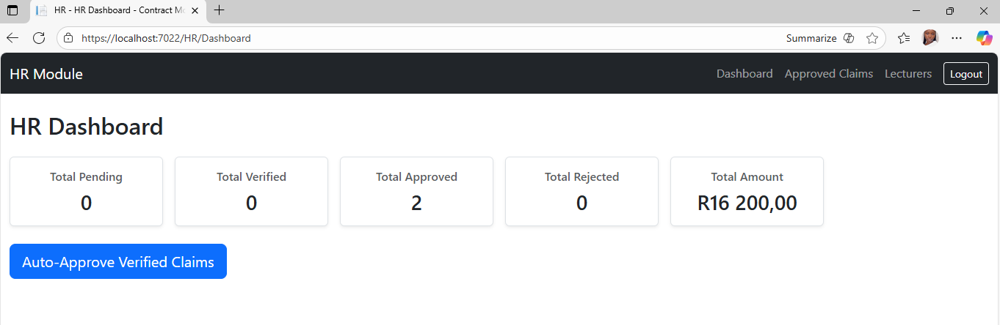 HR - HR Dashboard - Contract Mo
https://localhost:7022/HR/Dashboard
Summarize
HR Module
Dashboard
Approved Claims
Lecturers
Logout
HR Dashboard
Total Pending
0
Total Verified
0
Total Approved
2
Total Rejected
0
Total Amount
R16 200,00
Auto-Approve Verified Claims